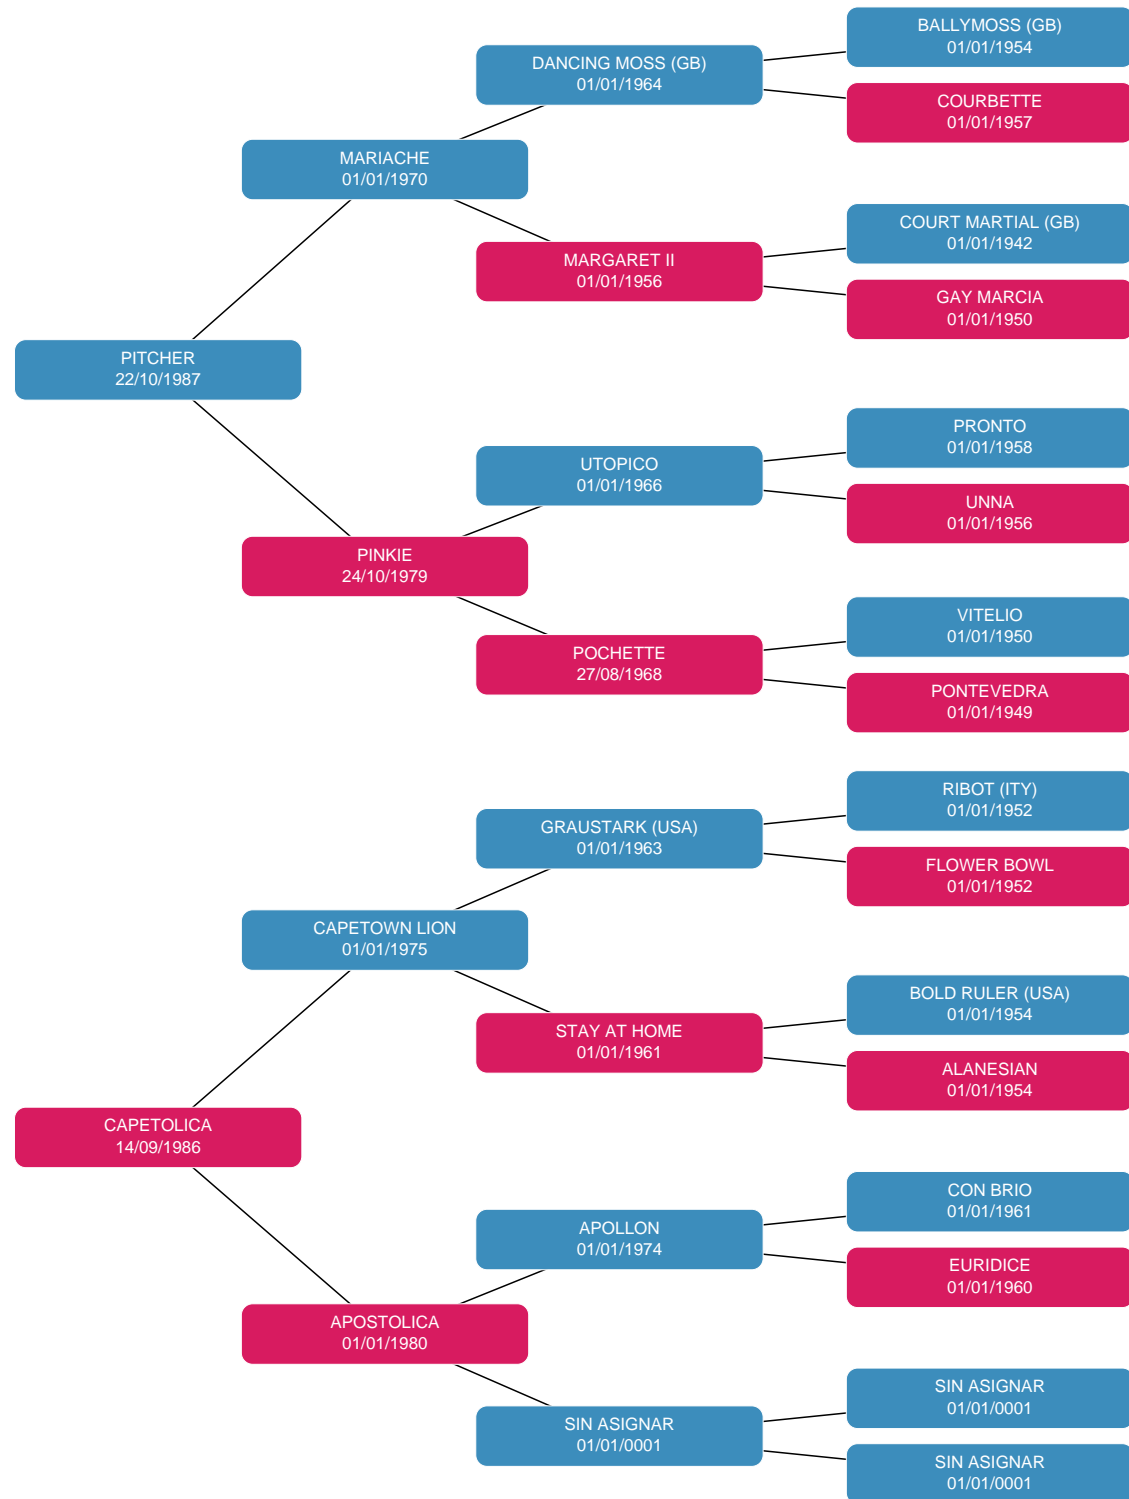 BALLYMOSS (GB)
01/01/1954
DANCING MOSS (GB)
01/01/1964
COURBETTE
01/01/1957
MARIACHE
01/01/1970
COURT MARTIAL (GB)
01/01/1942
MARGARET II
01/01/1956
GAY MARCIA
01/01/1950
PITCHER
22/10/1987
PRONTO
01/01/1958
UTOPICO
01/01/1966
UNNA
01/01/1956
PINKIE
24/10/1979
VITELIO
01/01/1950
POCHETTE
27/08/1968
PONTEVEDRA
01/01/1949
RIBOT (ITY)
01/01/1952
GRAUSTARK (USA)
01/01/1963
FLOWER BOWL
01/01/1952
CAPETOWN LION
01/01/1975
BOLD RULER (USA)
01/01/1954
STAY AT HOME
01/01/1961
ALANESIAN
01/01/1954
CAPETOLICA
14/09/1986
CON BRIO
01/01/1961
APOLLON
01/01/1974
EURIDICE
01/01/1960
APOSTOLICA
01/01/1980
SIN ASIGNAR
01/01/0001
SIN ASIGNAR
01/01/0001
SIN ASIGNAR
01/01/0001